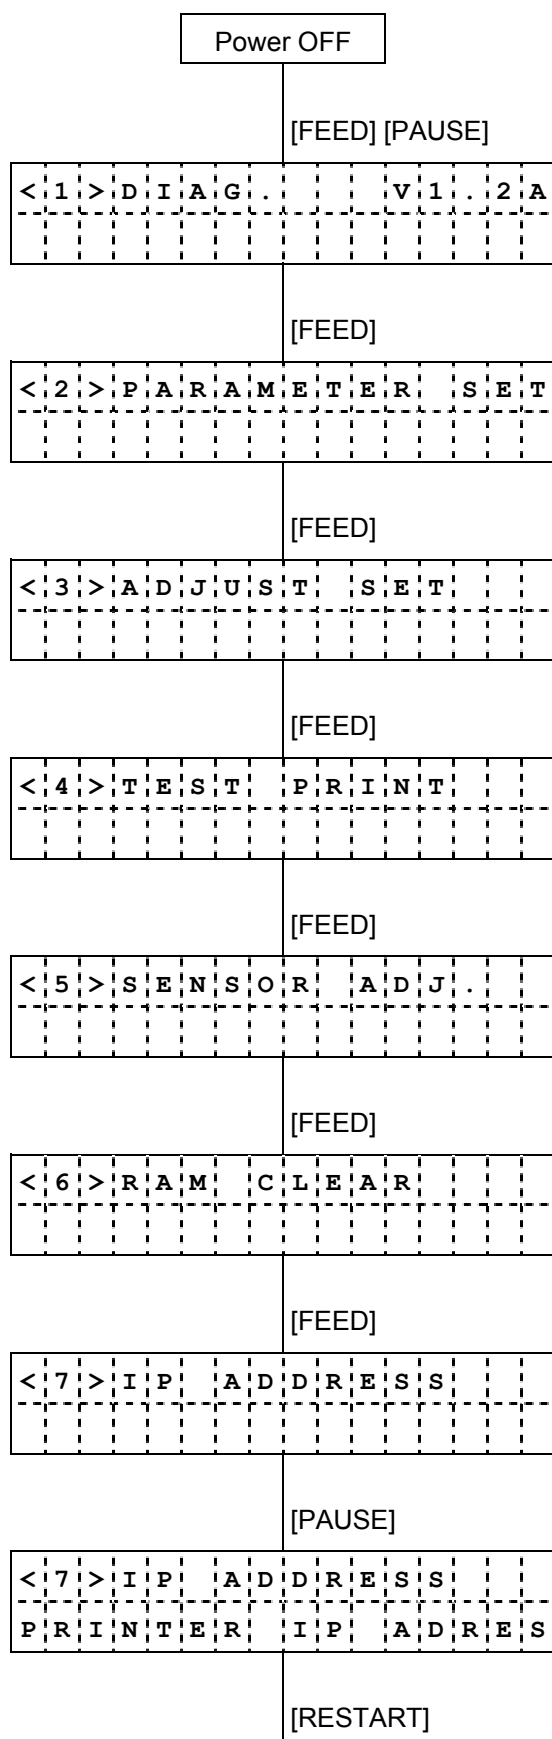 Power OFF
[FEED] [PAUSE]
<1>DIAG.   V1.2A
[FEED]
<2>PARAMETER SET
[FEED]
<3>ADJUST SET
[FEED]
<4>TEST PRINT
[FEED]
<5>SENSOR ADJ.
[FEED]
<6>RAM CLEAR
[FEED]
<7>IP ADDRESS
[PAUSE]
<7>IP ADDRESS
PRINTER IP ADRES
[RESTART]